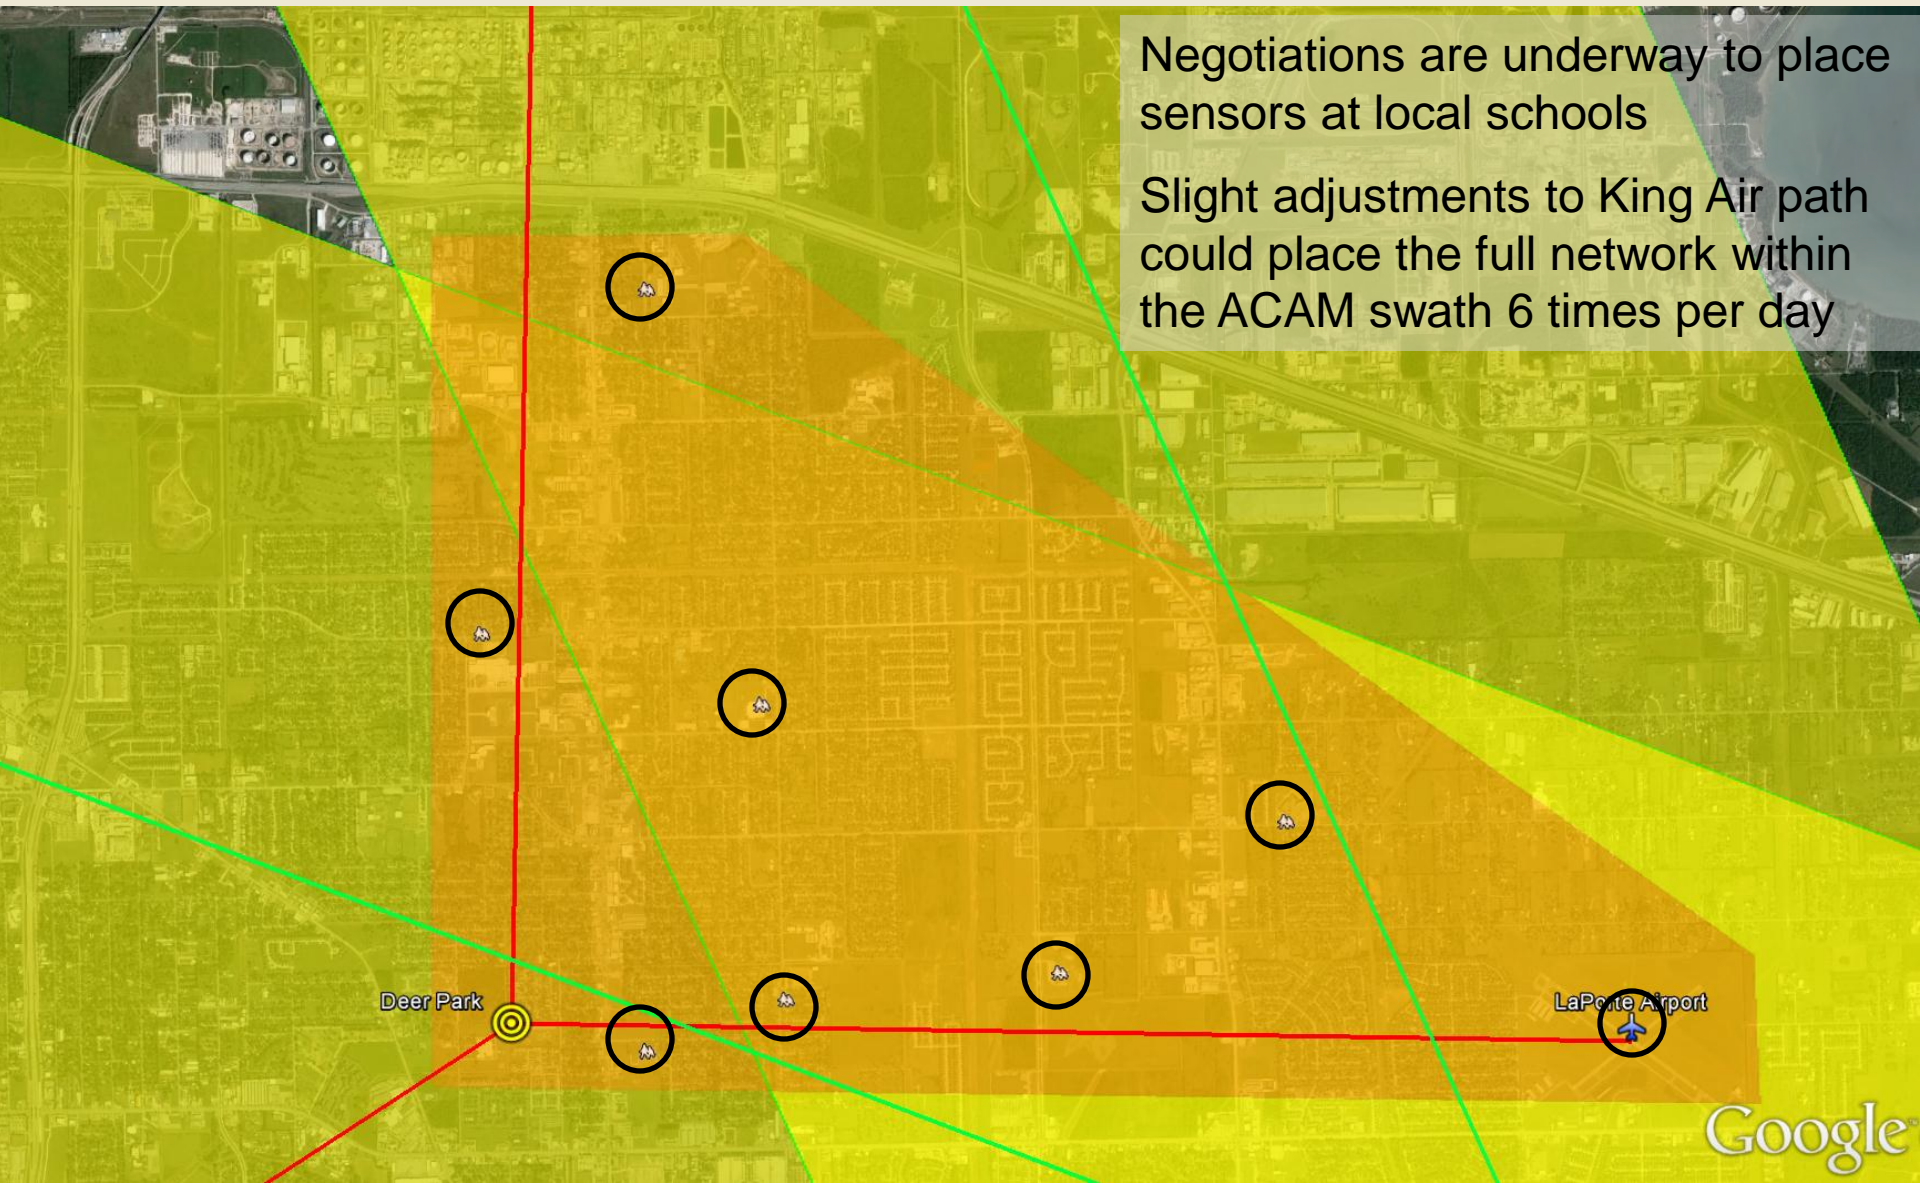 Negotiations are underway to place
sensors at local schools
Slight adjustments to King Air path
could place the full network within
the ACAM swath 6 times per day
Deer Park
LaPorte Airport
Google